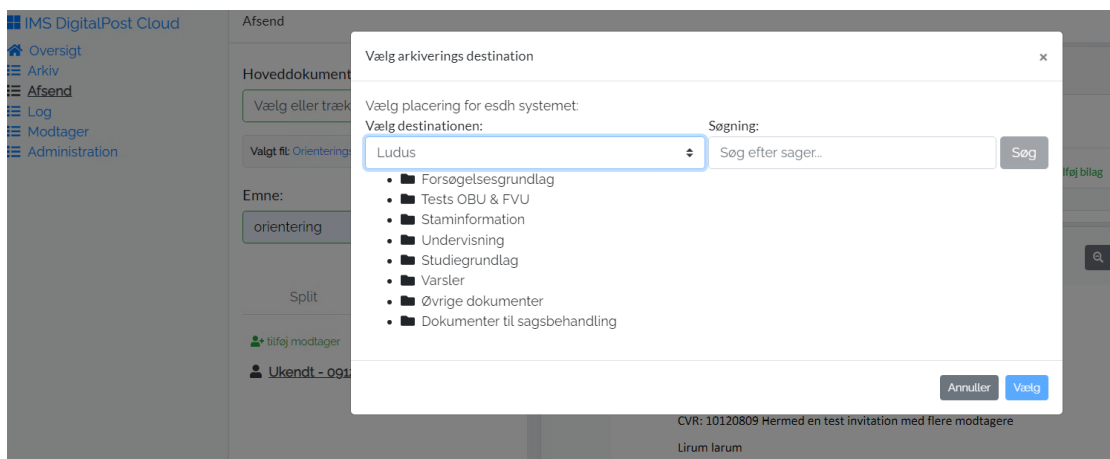 IMS DigitalPost Cloud
Oversigt
Arkiv
Afsend
Log
Modtager
Administration
Afsend
Hoveddokument
Vælg eller træk
Valgt fil: Orienterings
Emne:
orientering
Split
tilføj modtager
Ukendt - 091
Vælg arkiverings destination
×
Vælg placering for esdh systemet:
Vælg destinationen:
Søgning:
Ludus
Søg efter sager...
Søg
Forsøgelsesgrundlag
Tests OBU & FVU
Staminformation
Undervisning
Studiegrundlag
Varsler
Øvrige dokumenter
Dokumenter til sagsbehandling
Annuller
Vælg
lføj bilag
CVR: 10120809 Hermed en test invitation med flere modtagere
Lirum larum